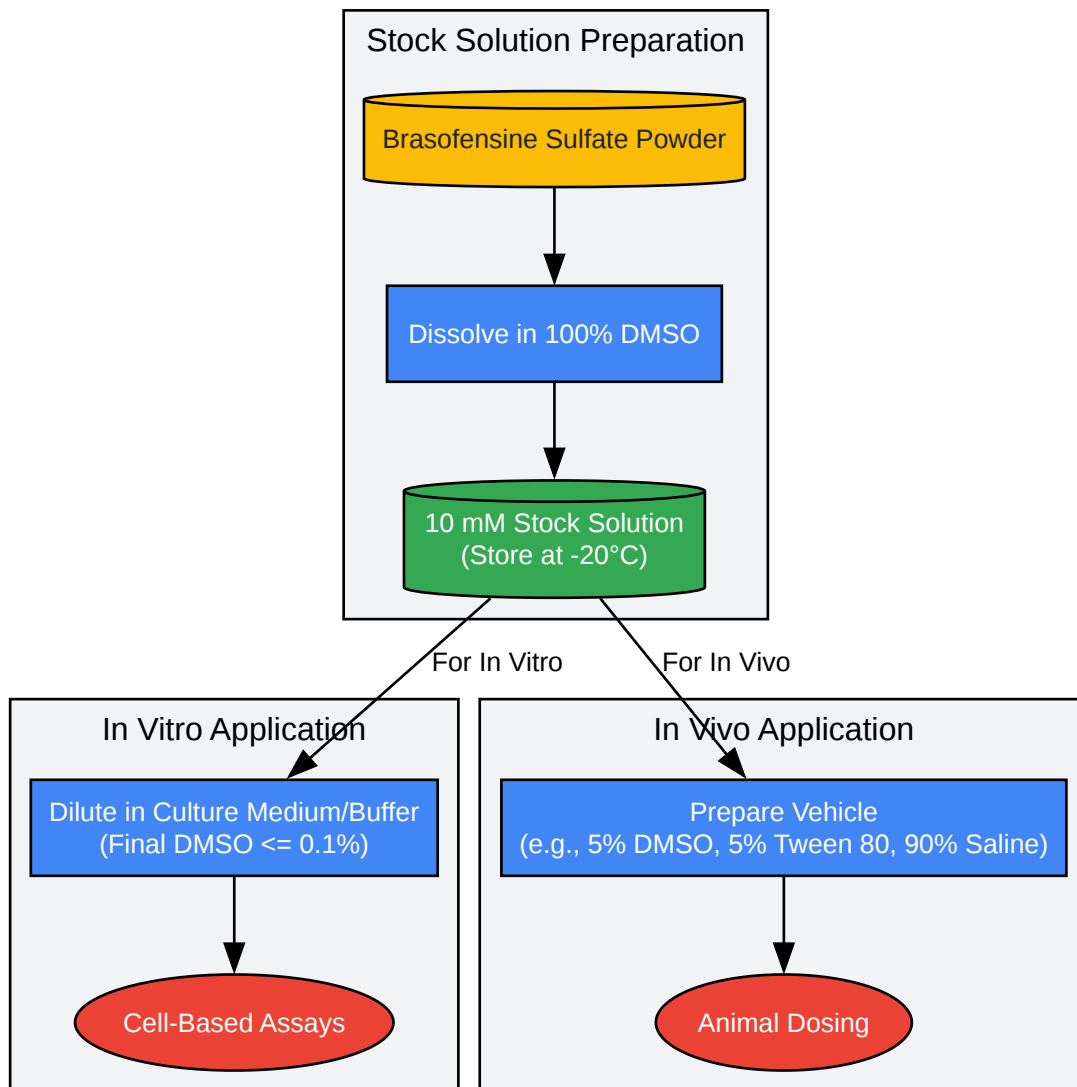 Stock Solution Preparation
Brasofensine Sulfate Powder
Dissolve in 100% DMSO
10 mM Stock Solution
(Store at -20°C)
For In Vitro
For In Vivo
In Vitro Application
Dilute in Culture Medium/Buffer
(Final DMSO <= 0.1%)
Cell-Based Assays
In Vivo Application
Prepare Vehicle
(e.g., 5% DMSO, 5% Tween 80, 90% Saline)
Animal Dosing